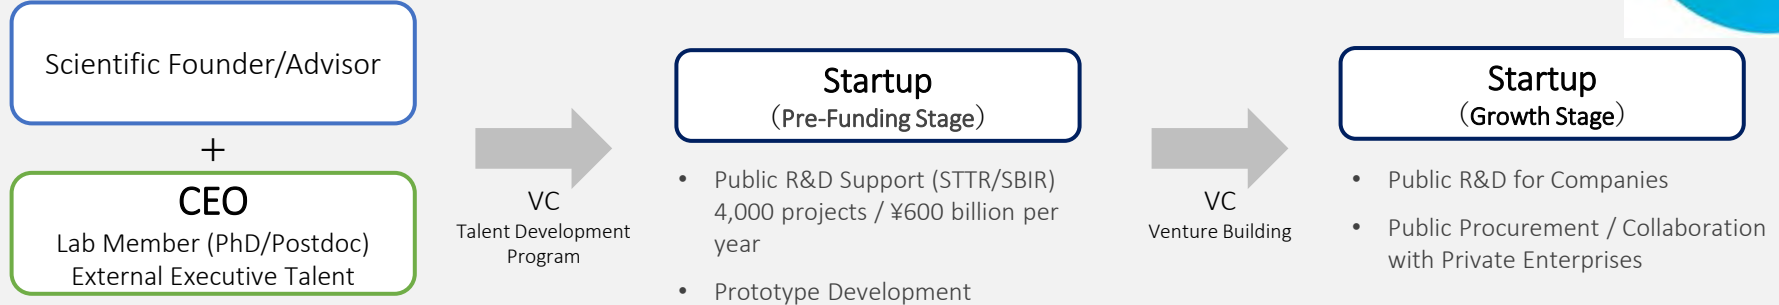 Scientific Founder/Advisor
+
CEO
Lab Member (PhD/Postdoc)
External Executive Talent
VC
Talent Development
Program
Startup
（Pre-Funding Stage）
• Public R&D Support (STTR/SBIR)
4,000 projects / ¥600 billion per
year
• Prototype Development
VC
Venture Building
Startup
（Growth Stage）
• Public R&D for Companies
• Public Procurement / Collaboration
with Private Enterprises